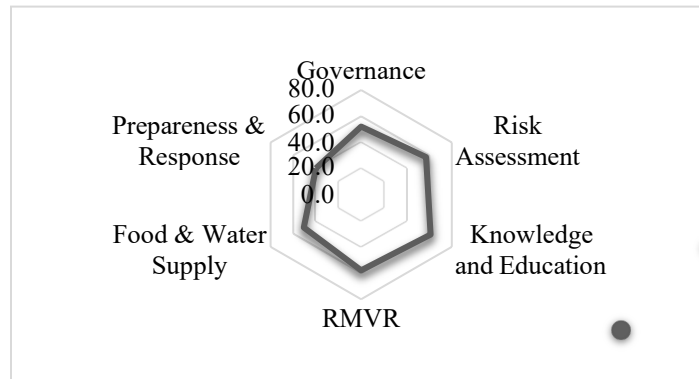 Governance
80.0
60.0
40.0
20.0
0.0
Risk
Assessment
Knowledge
and Education
RMVR
Food & Water
Supply
Prepareness &
Response